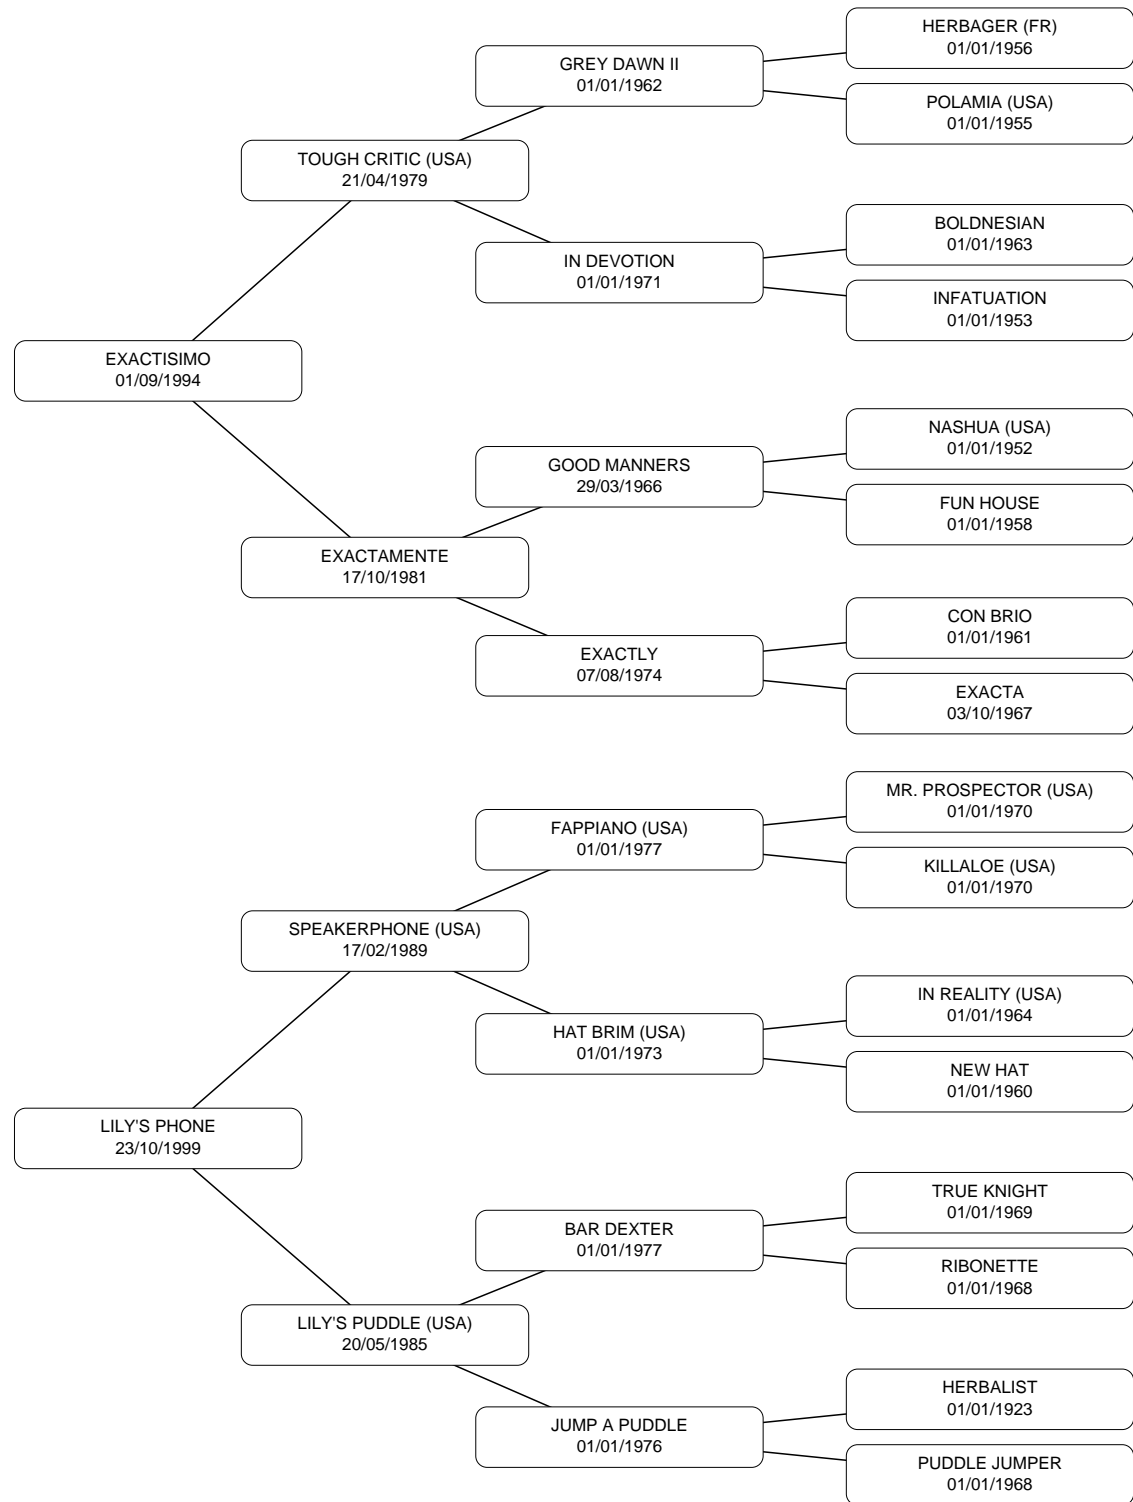 HERBAGER (FR)
01/01/1956
GREY DAWN II
01/01/1962
POLAMIA (USA)
01/01/1955
TOUGH CRITIC (USA)
21/04/1979
BOLDNESIAN
01/01/1963
IN DEVOTION
01/01/1971
INFATUATION
01/01/1953
EXACTISIMO
01/09/1994
NASHUA (USA)
01/01/1952
GOOD MANNERS
29/03/1966
FUN HOUSE
01/01/1958
EXACTAMENTE
17/10/1981
CON BRIO
01/01/1961
EXACTLY
07/08/1974
EXACTA
03/10/1967
MR. PROSPECTOR (USA)
01/01/1970
FAPPIANO (USA)
01/01/1977
KILLALOE (USA)
01/01/1970
SPEAKERPHONE (USA)
17/02/1989
IN REALITY (USA)
01/01/1964
HAT BRIM (USA)
01/01/1973
NEW HAT
01/01/1960
LILY'S PHONE
23/10/1999
TRUE KNIGHT
01/01/1969
BAR DEXTER
01/01/1977
RIBONETTE
01/01/1968
LILY'S PUDDLE (USA)
20/05/1985
HERBALIST
01/01/1923
JUMP A PUDDLE
01/01/1976
PUDDLE JUMPER
01/01/1968